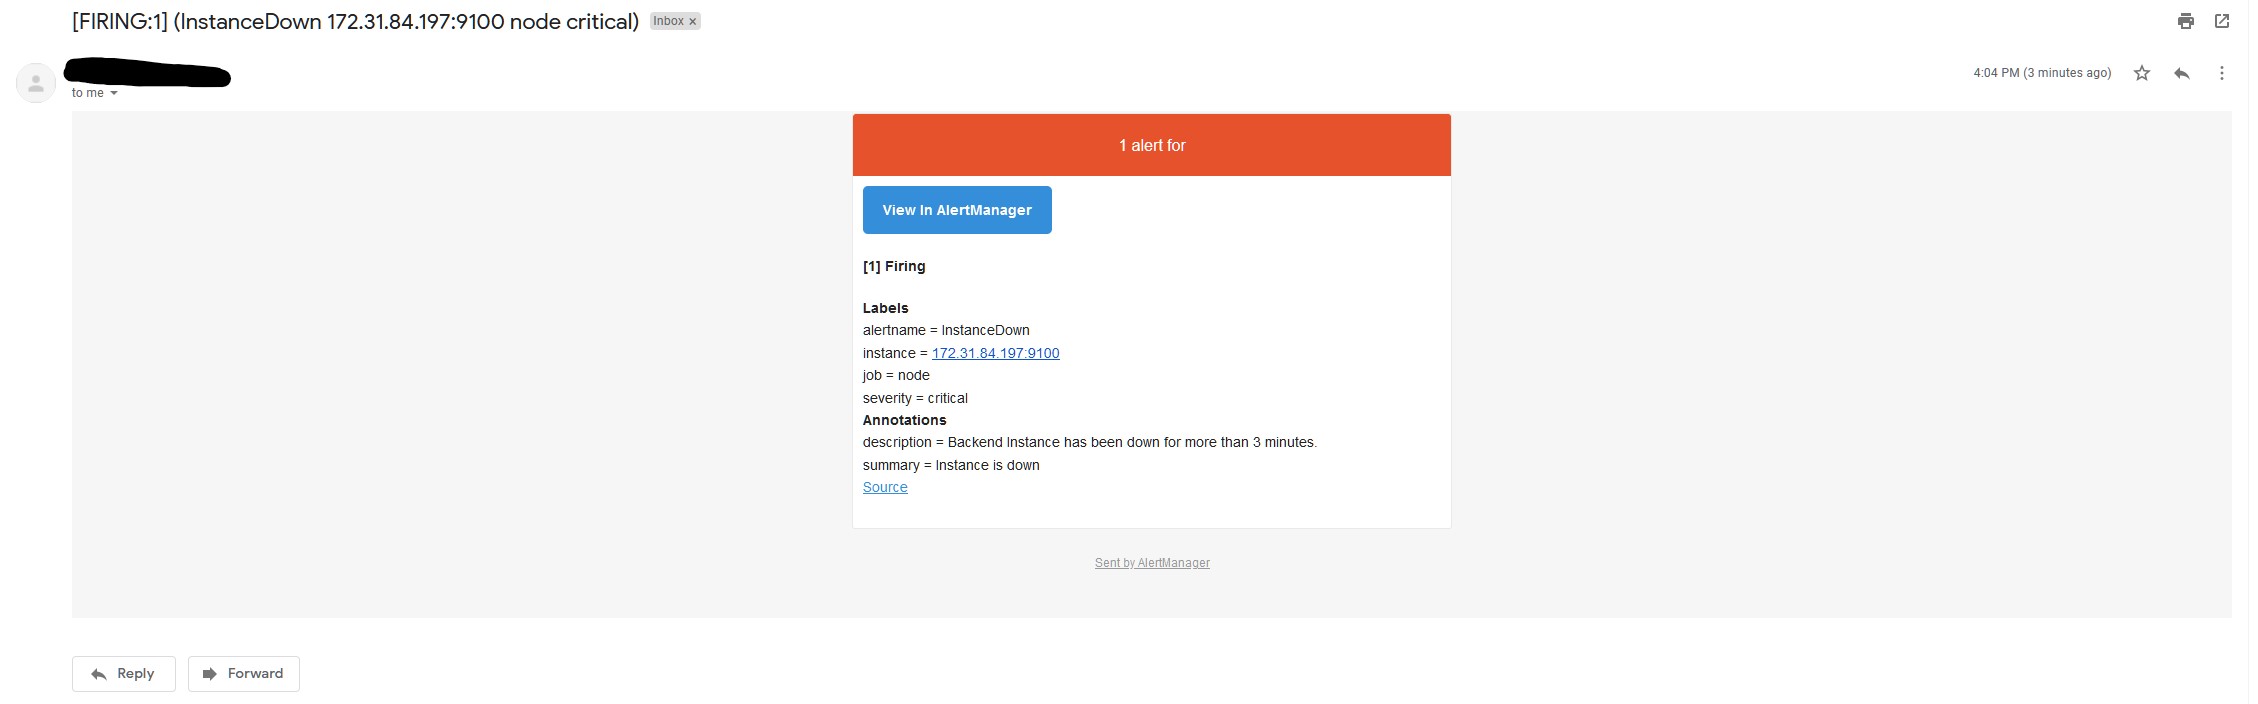 [FIRING:1] (InstanceDown 172.31.84.197:9100 node critical) Inbox ×
4:04 PM (3 minutes ago)
to me
1 alert for
View In AlertManager
[1] Firing
Labels
alertname = InstanceDown
instance = 172.31.84.197:9100
job = node
severity = critical
Annotations
description = Backend Instance has been down for more than 3 minutes.
summary = Instance is down
Source
Sent by AlertManager
Reply Forward